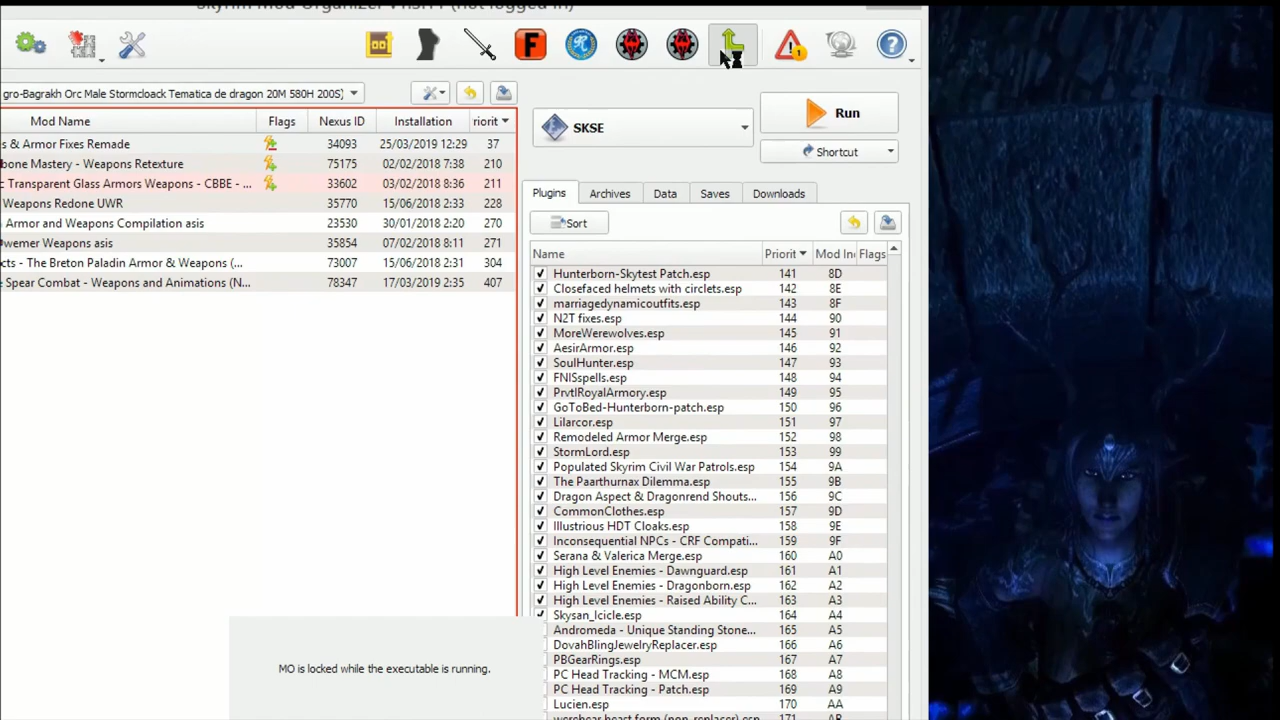 gro-Bagrakh Orc Male Stormcloack Tematica de dragon 20M 580H 200S)
Mod Name Flags Nexus ID Installation riorit
s & Armor Fixes Remade 34093 25/03/2019 12:29 37
bone Mastery - Weapons Retexture 75175 02/02/2018 7:38 210
c Transparent Glass Armors Weapons - CBBE - ... 33602 03/02/2018 8:36 211
Weapons Redone UWR 35770 15/06/2018 2:33 228
Armor and Weapons Compilation asis 23530 30/01/2018 2:20 270
Dwemer Weapons asis 35854 07/02/2018 8:11 271
cts - The Breton Paladin Armor & Weapons (... 73007 15/06/2018 2:31 304
Spear Combat - Weapons and Animations (N... 78347 17/03/2019 2:35 407
MO is locked while the executable is running.
SKSE
Run
Shortcut
Plugins Archives Data Saves Downloads
Sort
Name Priorit Mod In Flags
Hunterborn-Skytest Patch.esp 141 8D
Closefaced helmets with circlets.esp 142 8E
marriagedynamicoutfits.esp 143 8F
N2T fixes.esp 144 90
MoreWerewolves.esp 145 91
AesirArmor.esp 146 92
SoulHunter.esp 147 93
FNISspells.esp 148 94
PrvtlRoyalArmory.esp 149 95
GoToBed-Hunterborn-patch.esp 150 96
Lilarcor.esp 151 97
Remodeled Armor Merge.esp 152 98
StormLord.esp 153 99
Populated Skyrim Civil War Patrols.esp 154 9A
The Paarthurnax Dilemma.esp 155 9B
Dragon Aspect & Dragonrend Shouts... 156 9C
CommonClothes.esp 157 9D
Illustrious HDT Cloaks.esp 158 9E
Inconsequential NPCs - CRF Compati... 159 9F
Serana & Valerica Merge.esp 160 A0
High Level Enemies - Dawnguard.esp 161 A1
High Level Enemies - Dragonborn.esp 162 A2
High Level Enemies - Raised Ability C... 163 A3
Skysan_Icicle.esp 164 A4
Andromeda - Unique Standing Stone... 165 A5
DovahBlingJewelryReplacer.esp 166 A6
PBGearRings.esp 167 A7
PC Head Tracking - MCM.esp 168 A8
PC Head Tracking - Patch.esp 169 A9
Lucien.esp 170 AA
werebear heart form (non-replacer).esp 171 AB